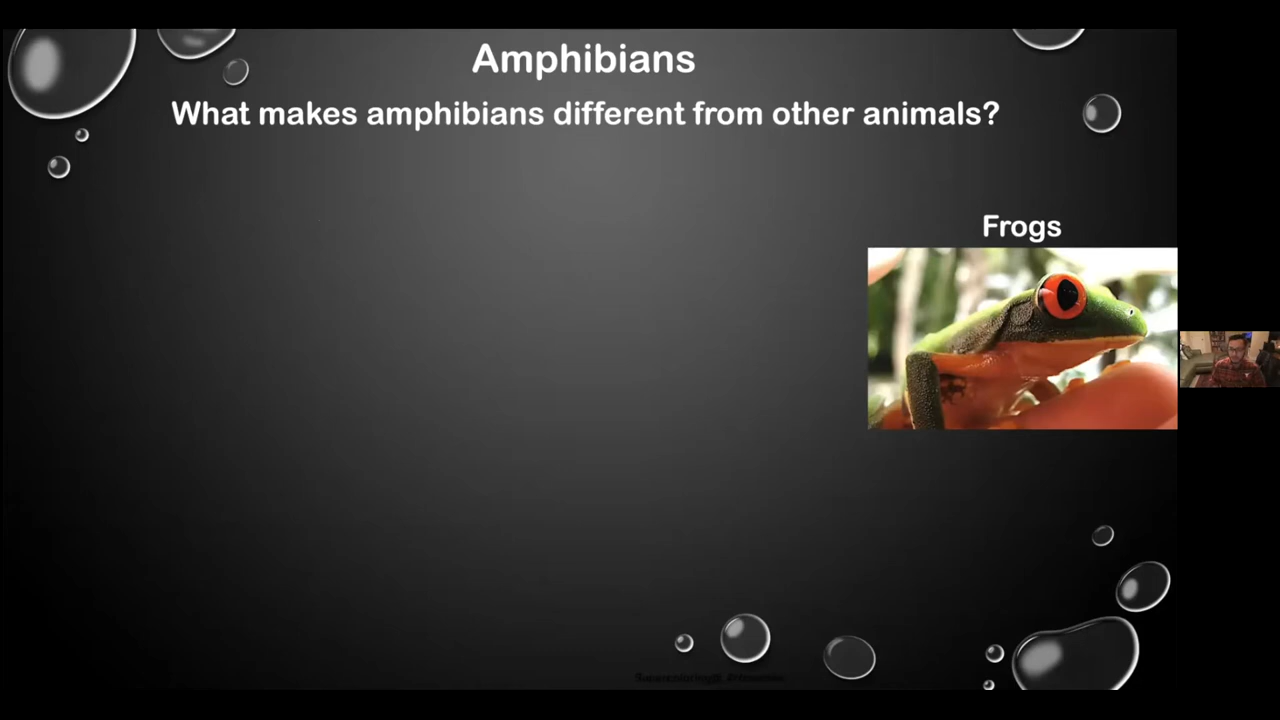 Amphibians
What makes amphibians different from other animals?
Frogs